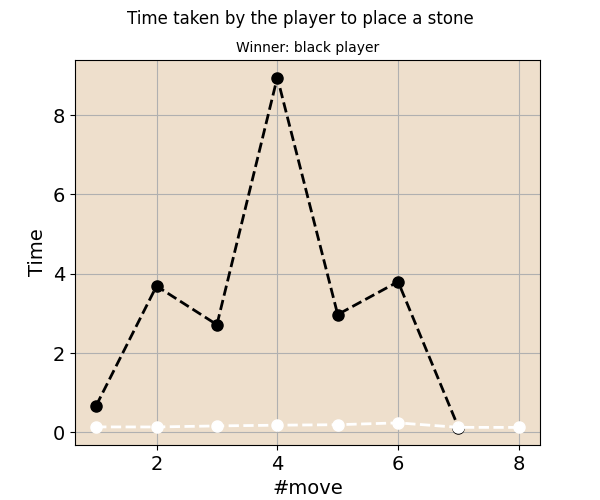 Time taken by the player to place a stone
Winner: black player
8
6
4
2
0
Time
2 4 6 8
#move